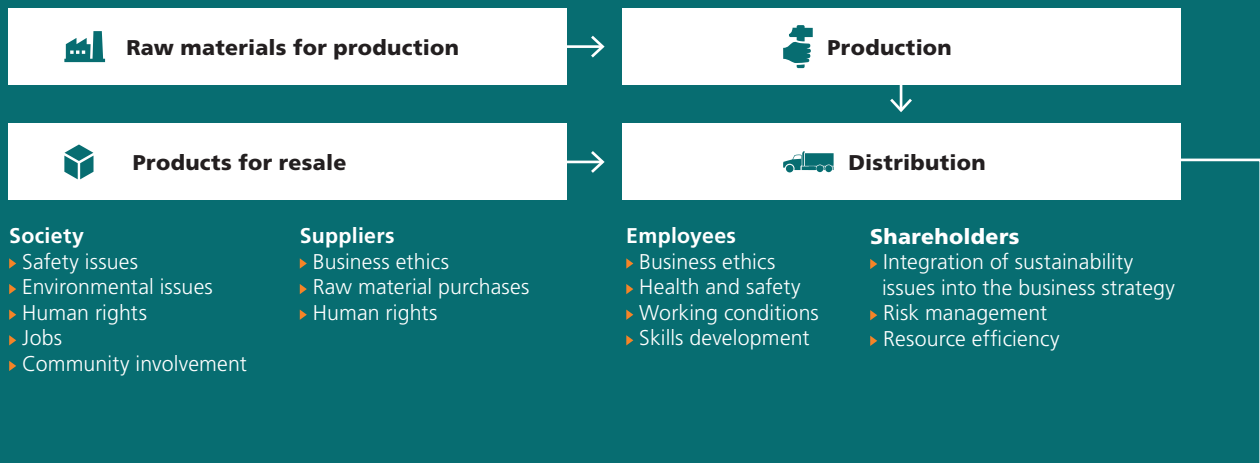 Raw materials for production
Production
Products for resale
Distribution
Society
Safety issues
Environmental issues
Human rights
Jobs
Community involvement
Suppliers
Business ethics
Raw material purchases
Human rights
Employees
Business ethics
Health and safety
Working conditions
Skills development
Shareholders
Integration of sustainability
issues into the business strategy
Risk management
Resource efficiency